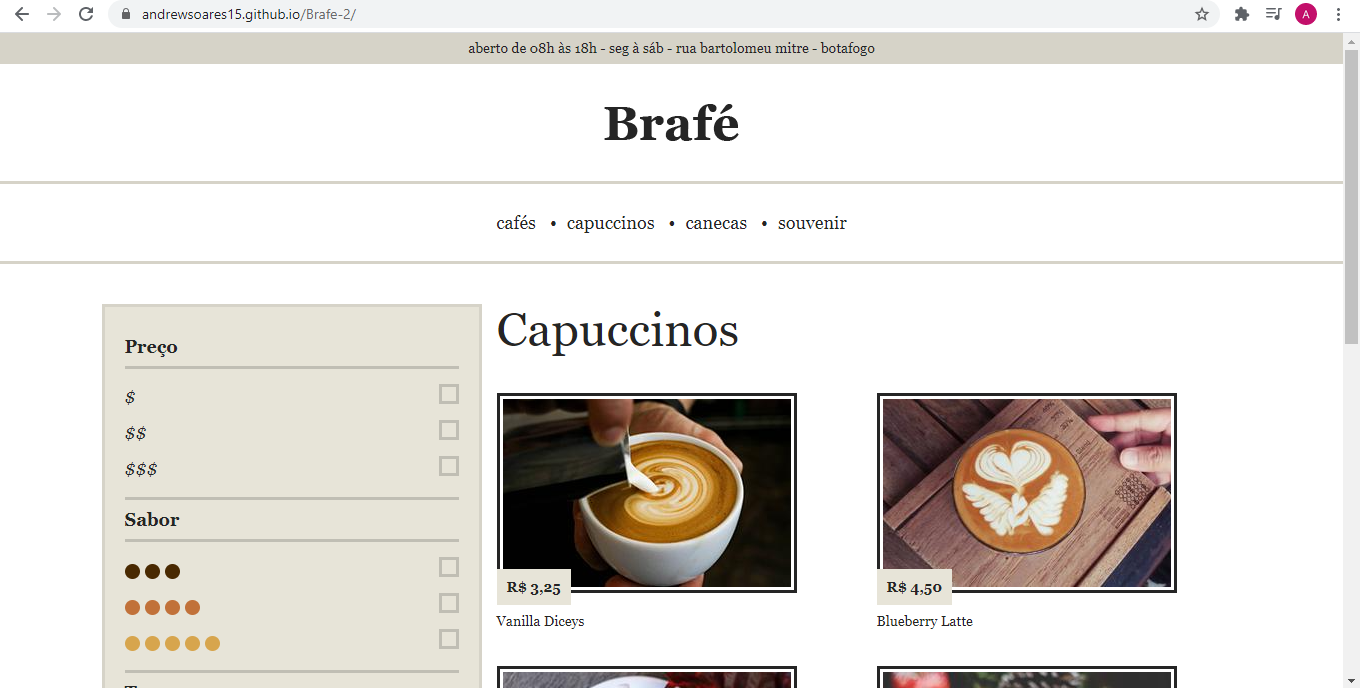 andrewsoares15.github.io/Brafe-2/
A
aberto de 08h às 18h - seg à sáb - rua bartolomeu mitre - botafogo
Brafé
cafés • capuccinos • canecas • souvenir
Preço
$
$$
$$$
Sabor
Capuccinos
R$ 3,25
Vanilla Diceys
R$ 4,50
Blueberry Latte